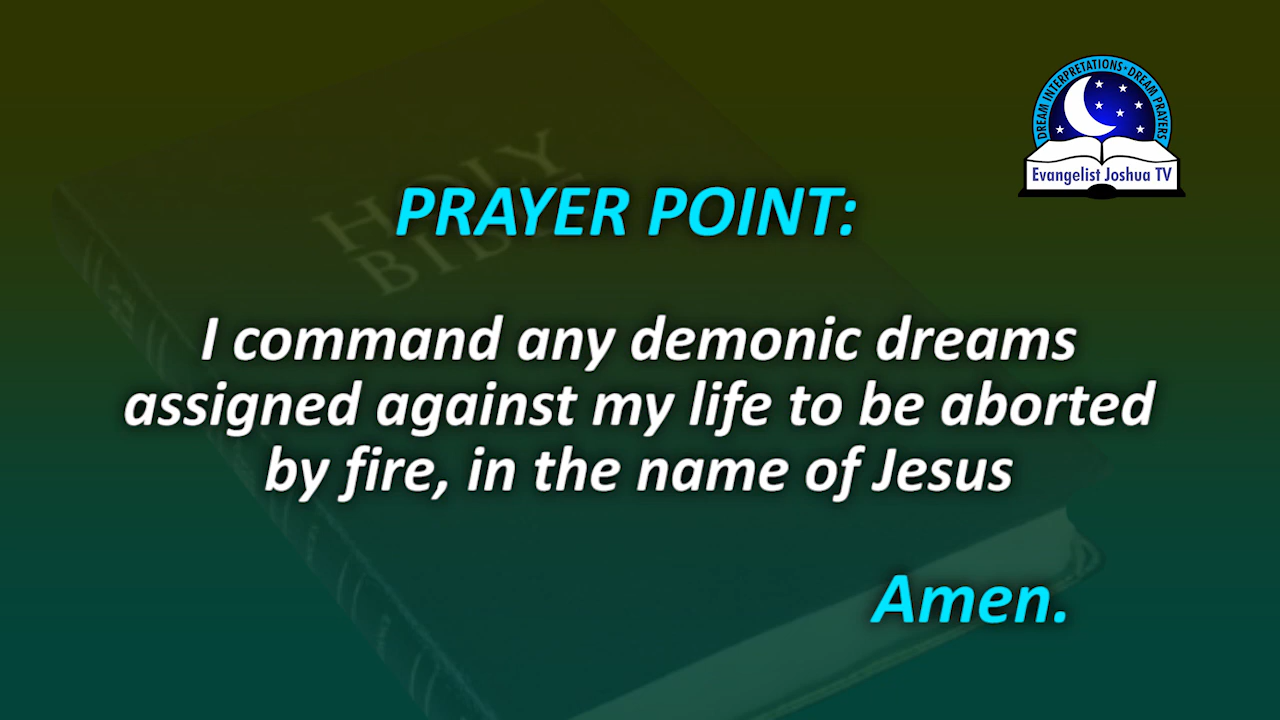 DREAM INTERPRETATIONS • DREAM PRAYERS
Evangelist Joshua TV
HOLY
BIBLE
PRAYER POINT:
I command any demonic dreams
assigned against my life to be aborted
by fire, in the name of Jesus
Amen.